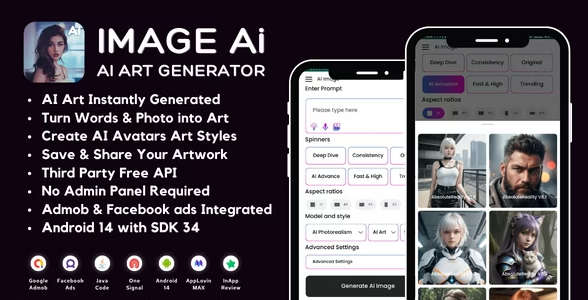 Ai
IMAGE Ai
AI ART GENERATOR
• AI Art Instantly Generated
• Turn Words & Photo into Art
• Create AI Avatars Art Styles
• Save & Share Your Artwork
• Third Party Free API
• No Admin Panel Required
• Admob & Facebook ads Integrated
• Android 14 with SDK 34
Google Admob
Facebook Ads
Java Code
One Signal
Android 14
AppLovin MAX
InApp Review
AI Image
Enter Prompt
Please type here
Spinners
Deep Dive
Consistency
AI Advance
Fast & High
Aspect ratios
Model and style
AI Photorealism
AI Art
Advanced Settings
Advanced Settings
Generate AI Image
AI Image
Deep Dive
Consistency
Original
AI Advance
Fast & High
Trending
Aspect ratios
AbsoluteReality V1.6